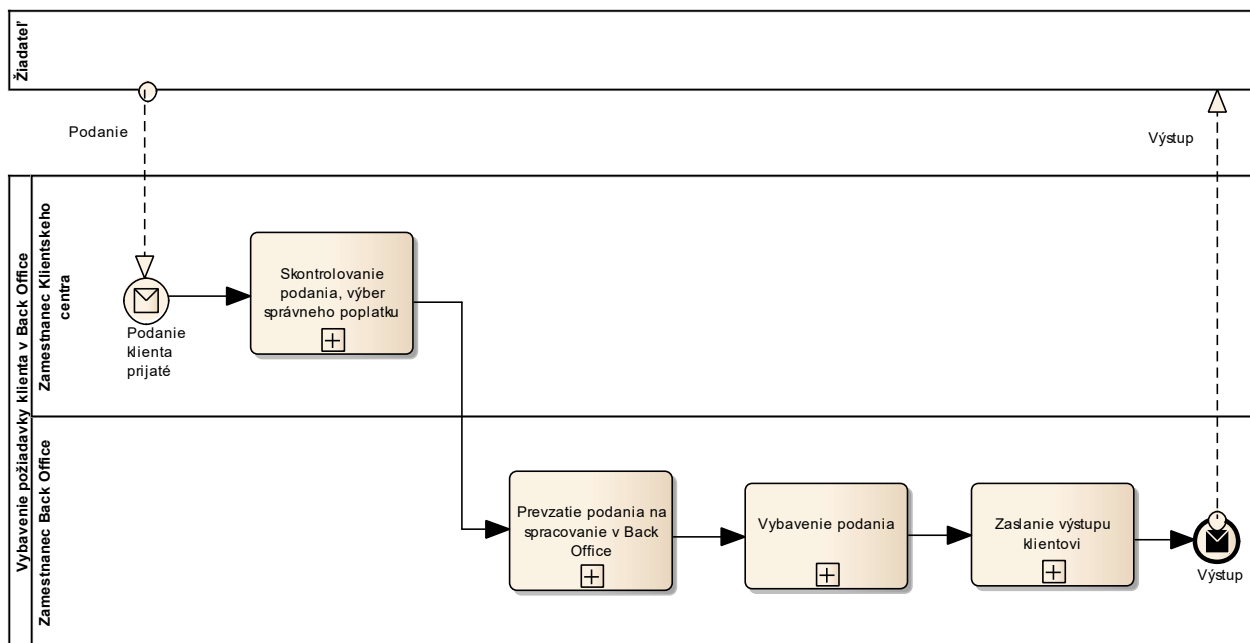 Žiadateľ
Podanie
Výstup
Vybavenie požiadavky klienta v Back Office
Zamestnanec Klientskeho
centra
Podanie
klienta
prijaté
Skontrolovanie
podania, výber
správneho poplatku
Zamestnanec Back Office
Prevzatie podania na
spracovanie v Back
Office
Vybavenie podania
Zaslanie výstupu
klientovi
Výstup